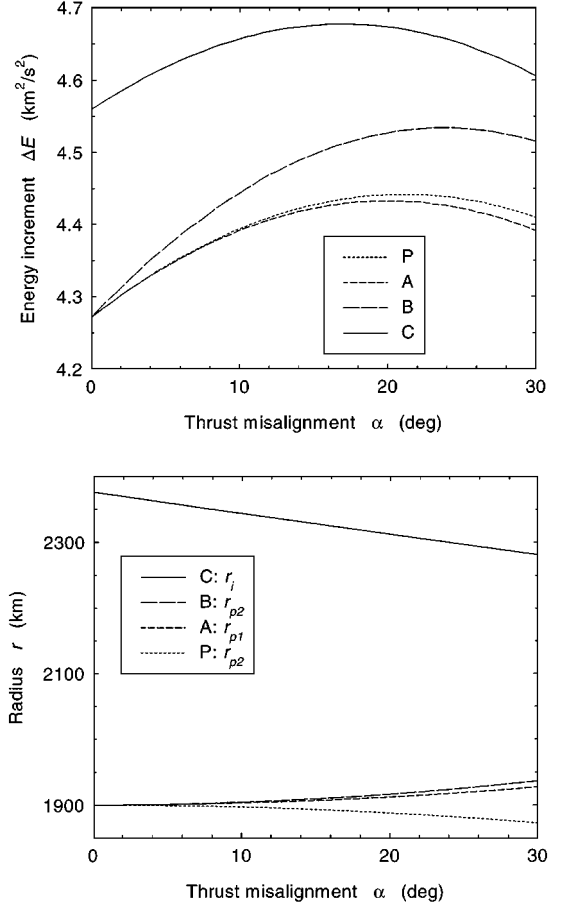 4.7
4.6
4.5
4.4
4.3
4.2
Energy increment ΔE (km²/s²)
P
A
B
C
0 10 20 30
Thrust misalignment α (deg)
2300
2100
1900
Radius r (km)
C: r_i
B: r_p2
A: r_p1
P: r_p2
0 10 20 30
Thrust misalignment α (deg)